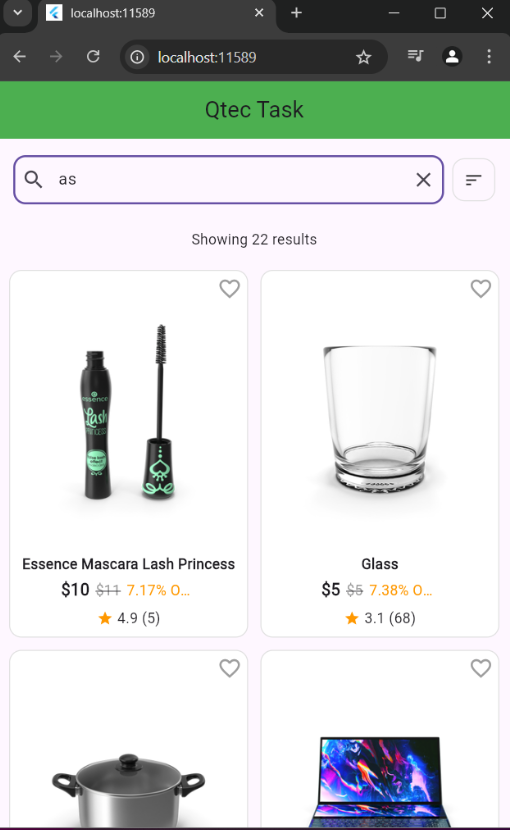 localhost:11589
localhost:11589
Qtec Task
as
Showing 22 results
essence
Lash
PRINCESS
Essence Mascara Lash Princess
$10 $11 7.17% O...
4.9 (5)
Glass
$5 $5 7.38% O...
3.1 (68)